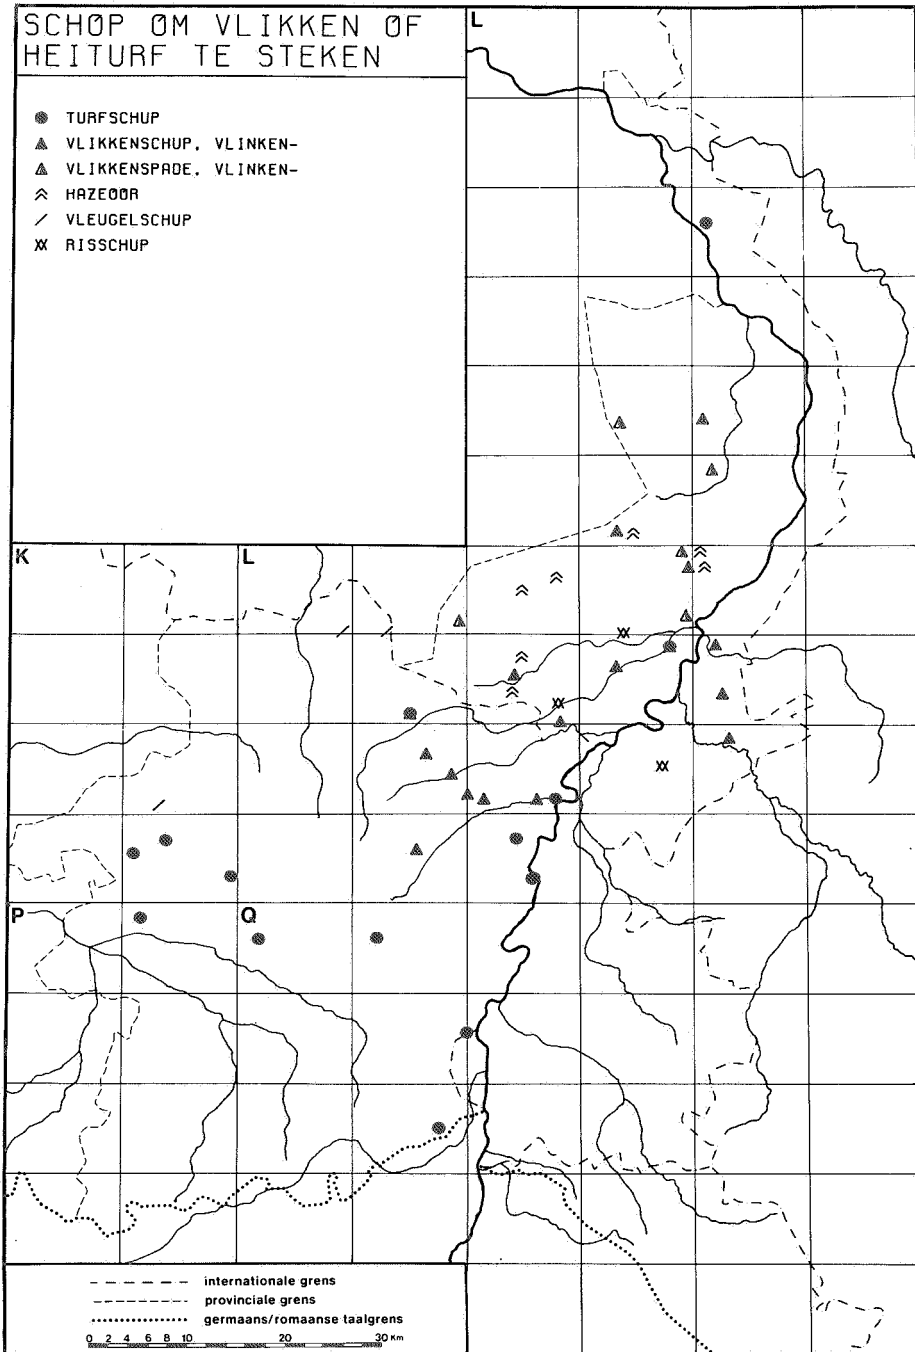 SCHOP OM VLIKKEN OF
HEITURF TE STEKEN
TURFSCHUP
VLIKKENSCHUP, VLINKEN-
VLIKKENSPADE, VLINKEN-
HAZEOOR
VLEUGELSCHUP
RISSCHUP
L
K
L
P
Q
internationale grens
provinciale grens
germaans/romaanse taalgrens
0 2 4 6 8 10 20 30 Km